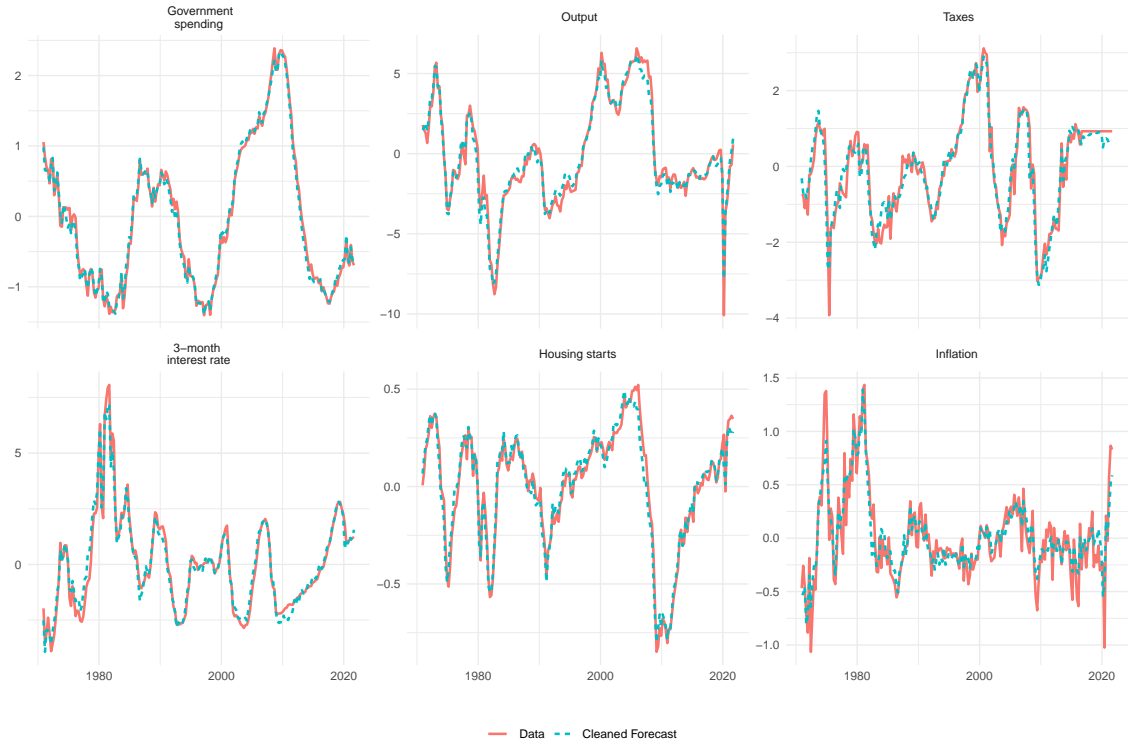 Government
spending
Output
Taxes
2
1
0
−1
5
0
−5
−10
2
0
−2
−4
3−month
interest rate
Housing starts
Inflation
5
0
0.5
0.0
−0.5
1.5
1.0
0.5
0.0
−0.5
−1.0
1980 2000 2020
1980 2000 2020
1980 2000 2020
Data Cleaned Forecast